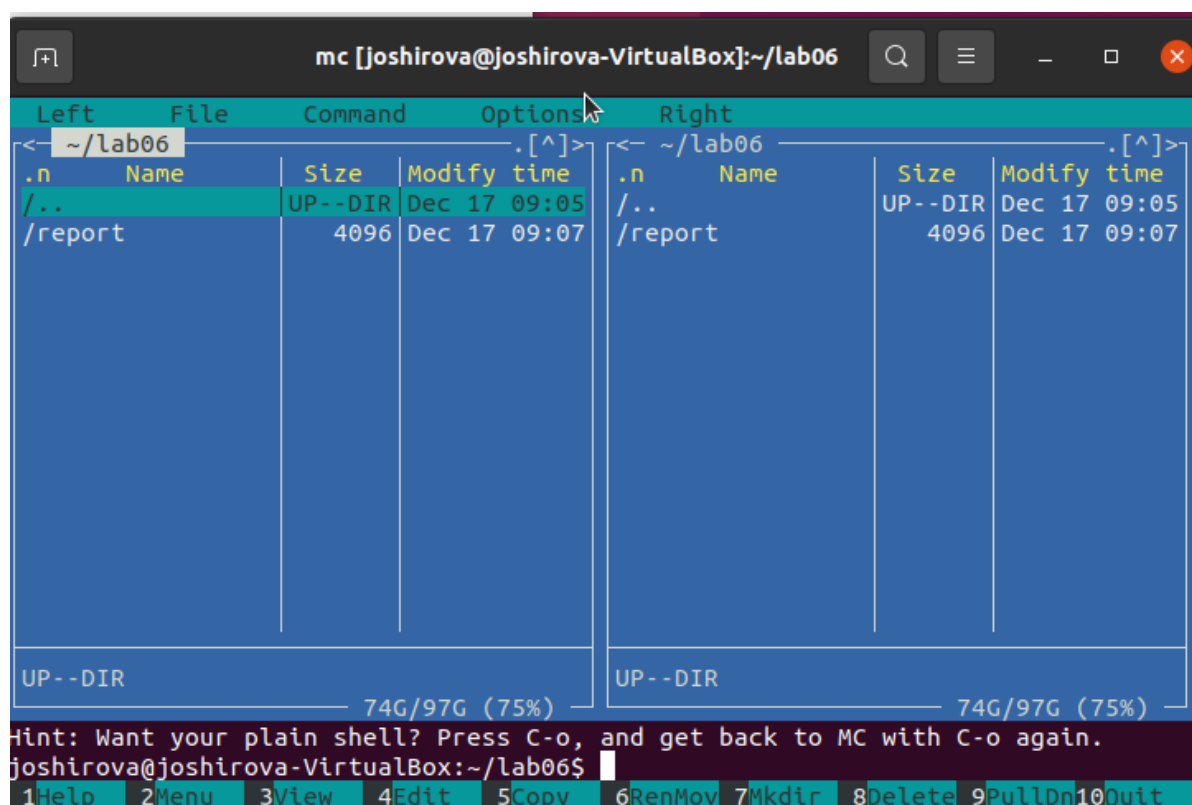 mc [joshirova@joshirova-VirtualBox]:~/lab06
Left File Command Options Right
<— ~/lab06 —.[^]> <— ~/lab06 —.[^]>
.n Name Size Modify time .n Name Size Modify time
/.. UP--DIR Dec 17 09:05 /.. UP--DIR Dec 17 09:05
/report 4096 Dec 17 09:07 /report 4096 Dec 17 09:07
UP--DIR UP--DIR
74G/97G (75%) 74G/97G (75%)
Hint: Want your plain shell? Press C-o, and get back to MC with C-o again.
joshirova@joshirova-VirtualBox:~/lab06$
1Help 2Menu 3View 4Edit 5Copy 6RenMov 7Mkdir 8Delete 9PullDn 10Quit